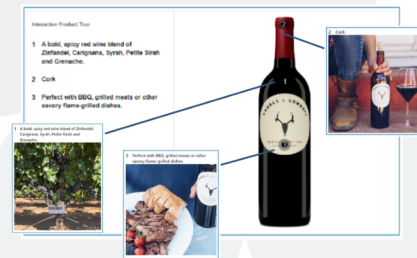 Interactive Product Tour
1 A bold, spicy red wine blend of
Zinfandel, Carignane, Syrah, Petite Sirah
and Grenache.
2 Cork
3 Perfect with BBQ, grilled meats or other
savory flame-grilled dishes.
2
2 Cork
1 A bold, spicy red wine blend of Zinfandel,
Carignane, Syrah, Petite Sirah and
Grenache.
3 Perfect with BBQ, grilled meats or other
savory flame-grilled dishes.